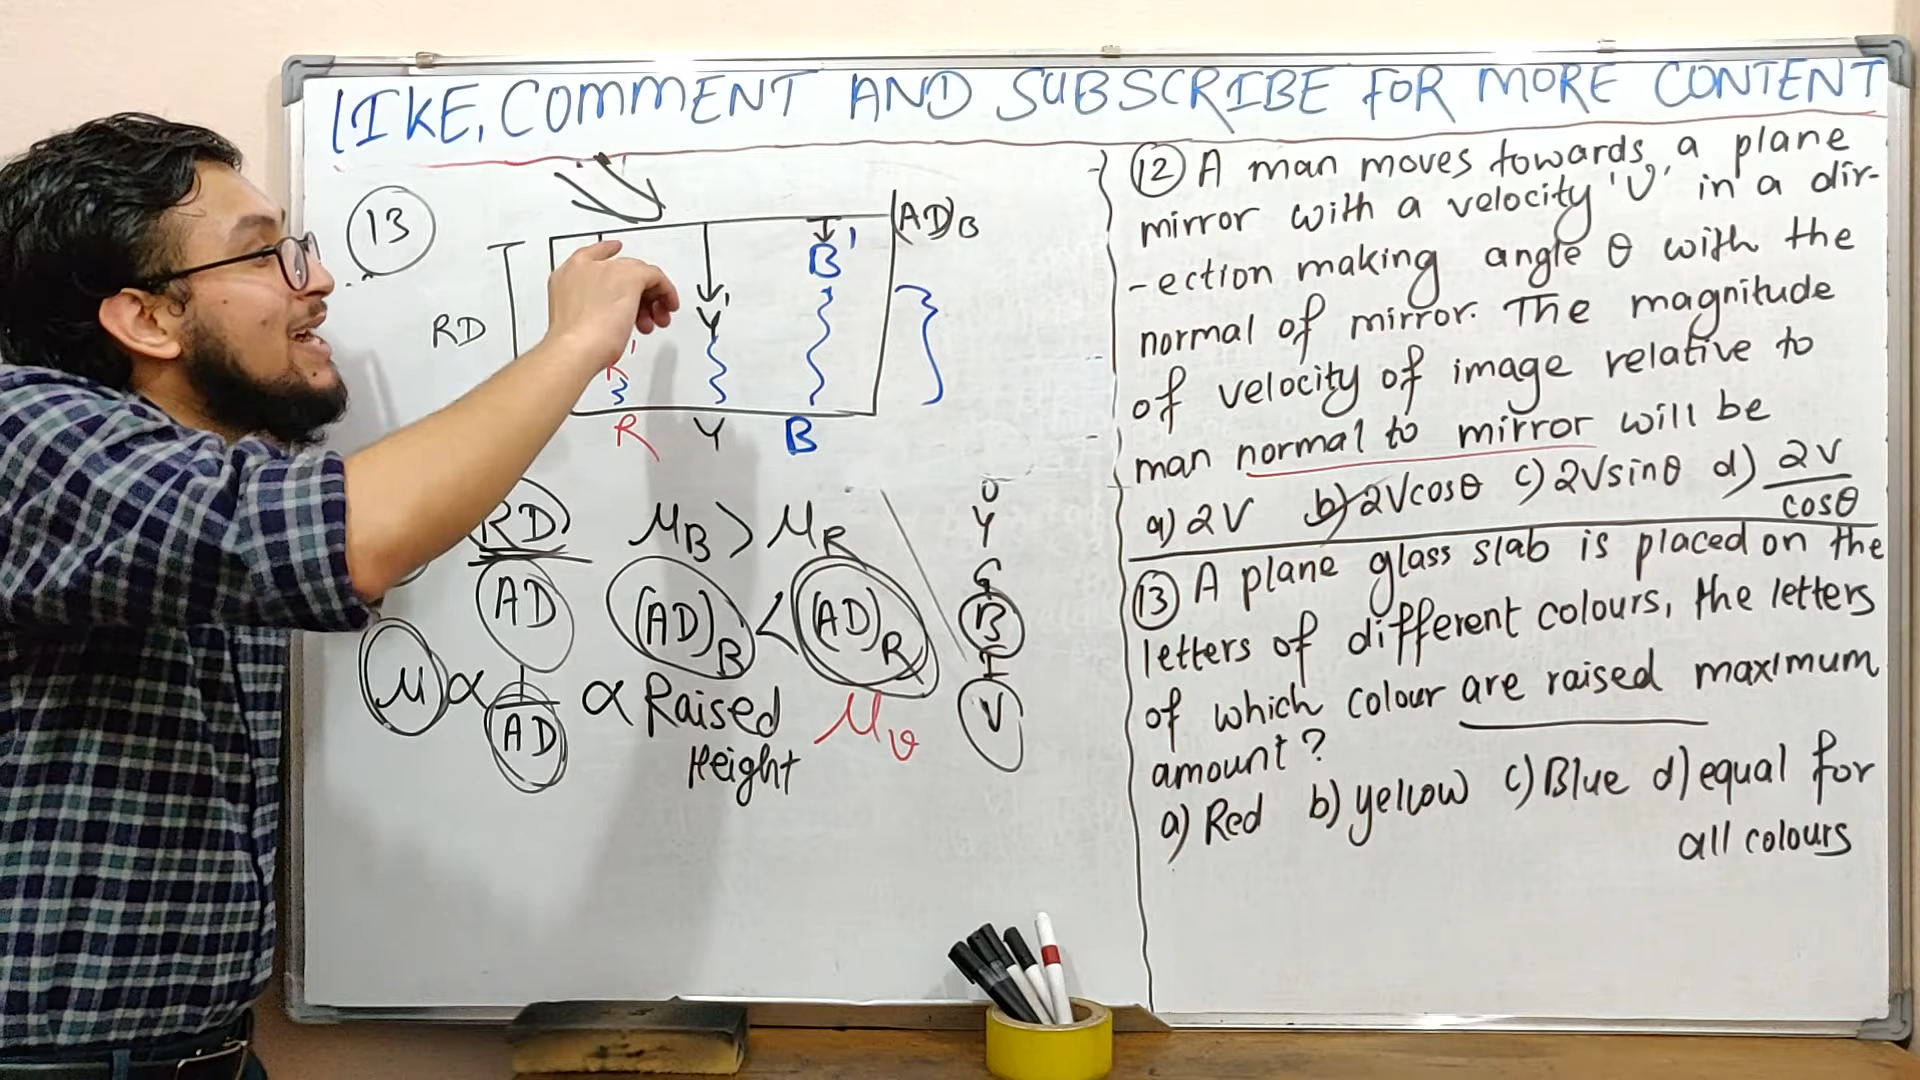 LIKE, COMMENT AND SUBSCRIBE FOR MORE CONTENT
13
RD
(AD)B
B'
Y'
R'
R Y B
RD
AD
μB > μR
(AD)B < (AD)R
μ ∝ 1/AD ∝ Raised Height
μv
O
Y
G
B
I
V
12 A man moves towards a plane
mirror with a velocity 'V' in a dir-
-ection making angle θ with the
normal of mirror. The magnitude
of velocity of image relative to
man normal to mirror will be
a) 2V b) 2Vcosθ c) 2Vsinθ d) 2V/cosθ
13 A plane glass slab is placed on the
letters of different colours, the letters
of which colour are raised maximum
amount?
a) Red b) yellow c) Blue d) equal for
all colours